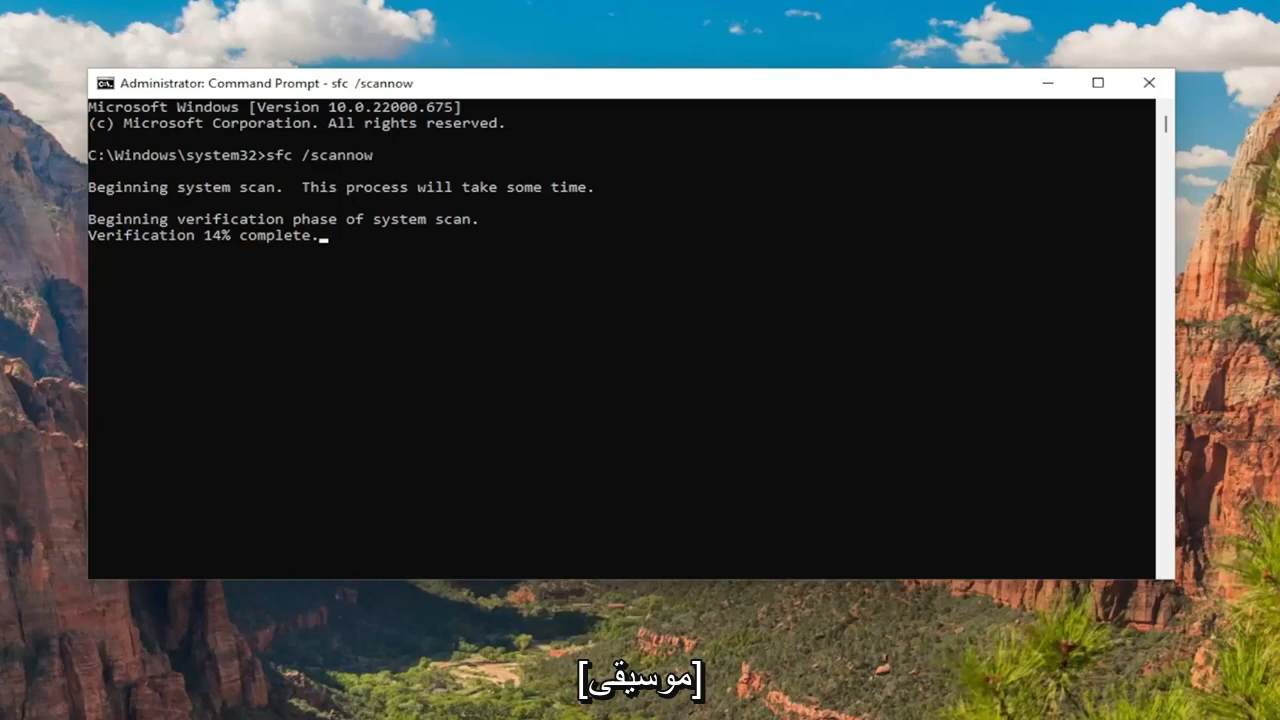 Administrator: Command Prompt - sfc  /scannow
Microsoft Windows [Version 10.0.22000.675]
(c) Microsoft Corporation. All rights reserved.
C:\Windows\system32>sfc /scannow
Beginning system scan.  This process will take some time.
Beginning verification phase of system scan.
Verification 14% complete.
[موسيقى]